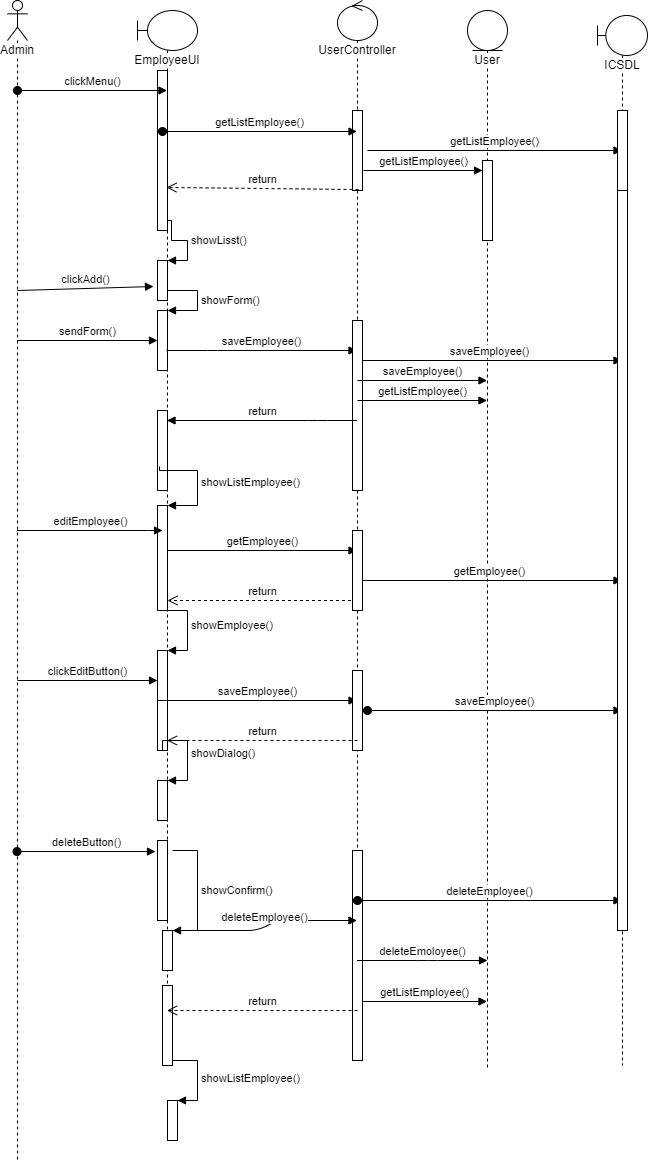 Admin
EmployeeUI
UserController
User
ICSDL
clickMenu()
getListEmployee()
getListEmployee()
getListEmployee()
return
showLisst()
clickAdd()
showForm()
sendForm()
saveEmployee()
saveEmployee()
saveEmployee()
getListEmployee()
return
showListEmployee()
editEmployee()
getEmployee()
getEmployee()
return
showEmployee()
clickEditButton()
saveEmployee()
saveEmployee()
return
showDialog()
deleteButton()
showConfirm()
deleteEmployee()
deleteEmployee()
deleteEmoloyee()
getListEmployee()
return
showListEmployee()